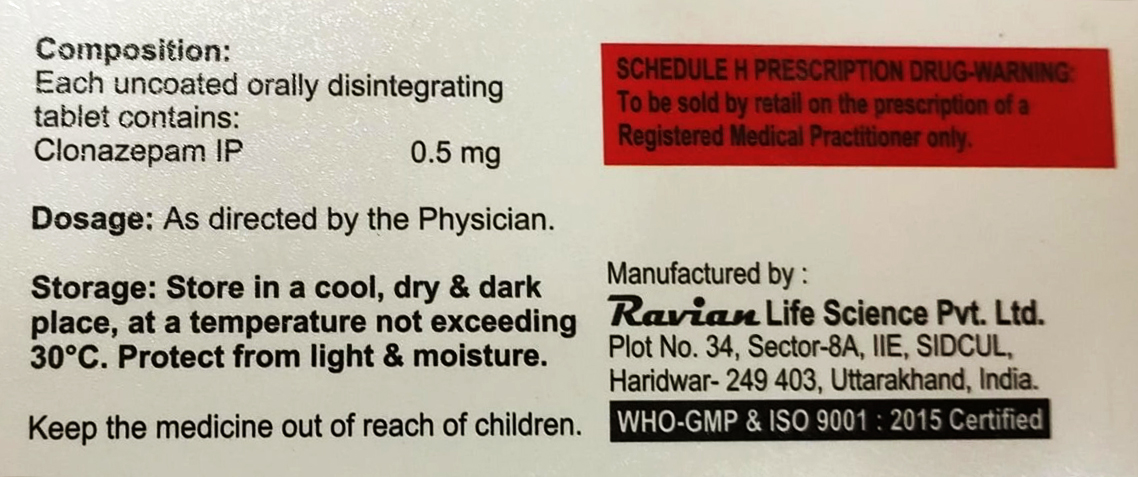 Composition:
Each uncoated orally disintegrating
tablet contains:
Clonazepam IP 0.5 mg
Dosage: As directed by the Physician.
Storage: Store in a cool, dry & dark
place, at a temperature not exceeding
30°C. Protect from light & moisture.
Keep the medicine out of reach of children.
SCHEDULE H PRESCRIPTION DRUG-WARNING:
To be sold by retail on the prescription of a
Registered Medical Practitioner only.
Manufactured by :
Ravian Life Science Pvt. Ltd.
Plot No. 34, Sector-8A, IIE, SIDCUL,
Haridwar- 249 403, Uttarakhand, India.
WHO-GMP & ISO 9001 : 2015 Certified